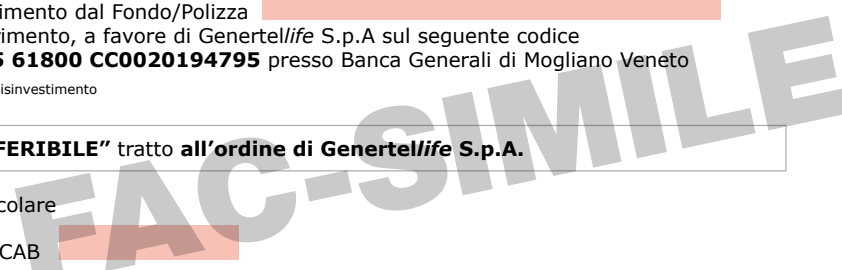 imento dal Fondo/Polizza
rimento, a favore di Genertellife S.p.A sul seguente codice
61800 CC0020194795 presso Banca Generali di Mogliano Veneto
isinvestimento
FERIBILE” tratto all’ordine di Genertellife S.p.A.
colare
CAB
FAC-SIMILE